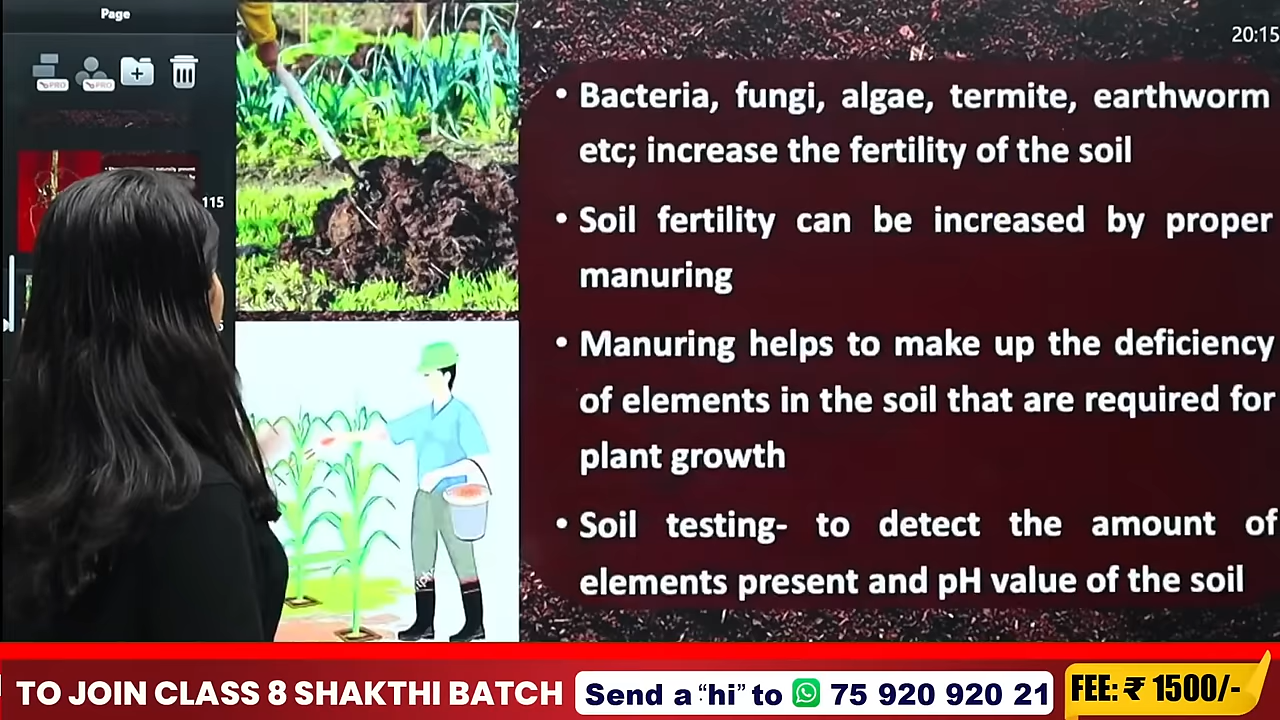 Page
20:15
PRO
PRO
115
• Bacteria, fungi, algae, termite, earthworm
etc; increase the fertility of the soil
• Soil fertility can be increased by proper
manuring
• Manuring helps to make up the deficiency
of elements in the soil that are required for
plant growth
• Soil testing- to detect the amount of
elements present and pH value of the soil
TO JOIN CLASS 8 SHAKTHI BATCH
Send a “hi” to 75 920 920 21
FEE: ₹ 1500/-